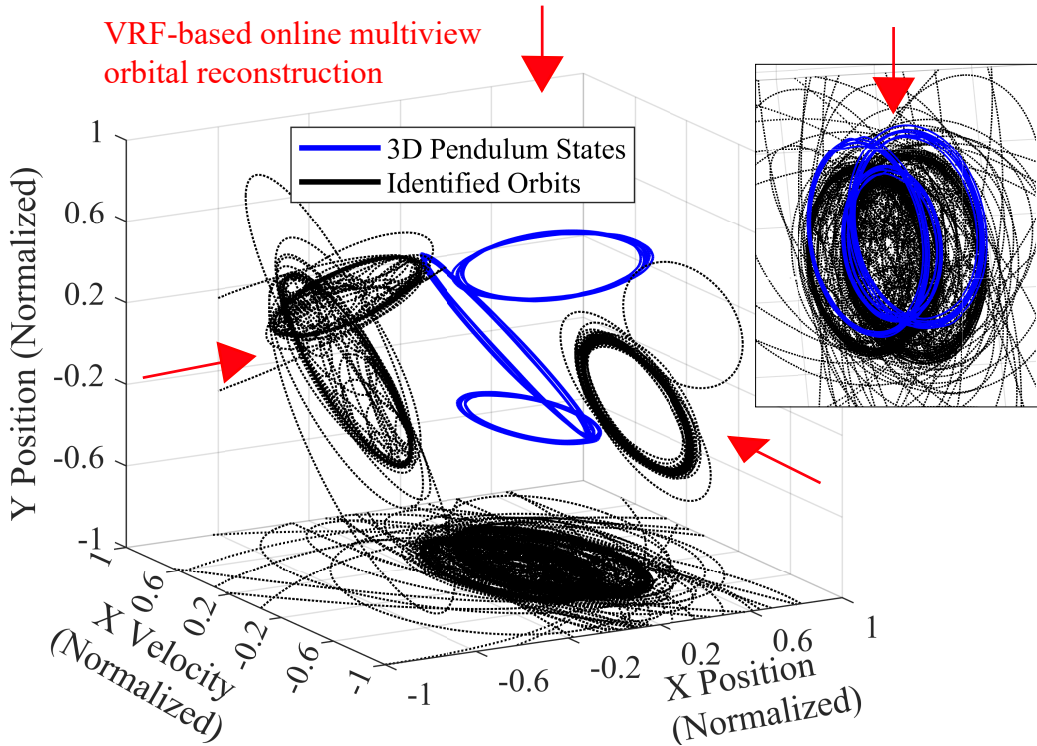 VRF-based online multiview
orbital reconstruction
3D Pendulum States
Identified Orbits
Y Position (Normalized)
1
0.6
0.2
-0.2
-0.6
-1
1
0.6
0.2
-0.2
-0.6
-1
X Velocity
(Normalized)
-1
-0.6
-0.2
0.2
0.6
1
X Position
(Normalized)